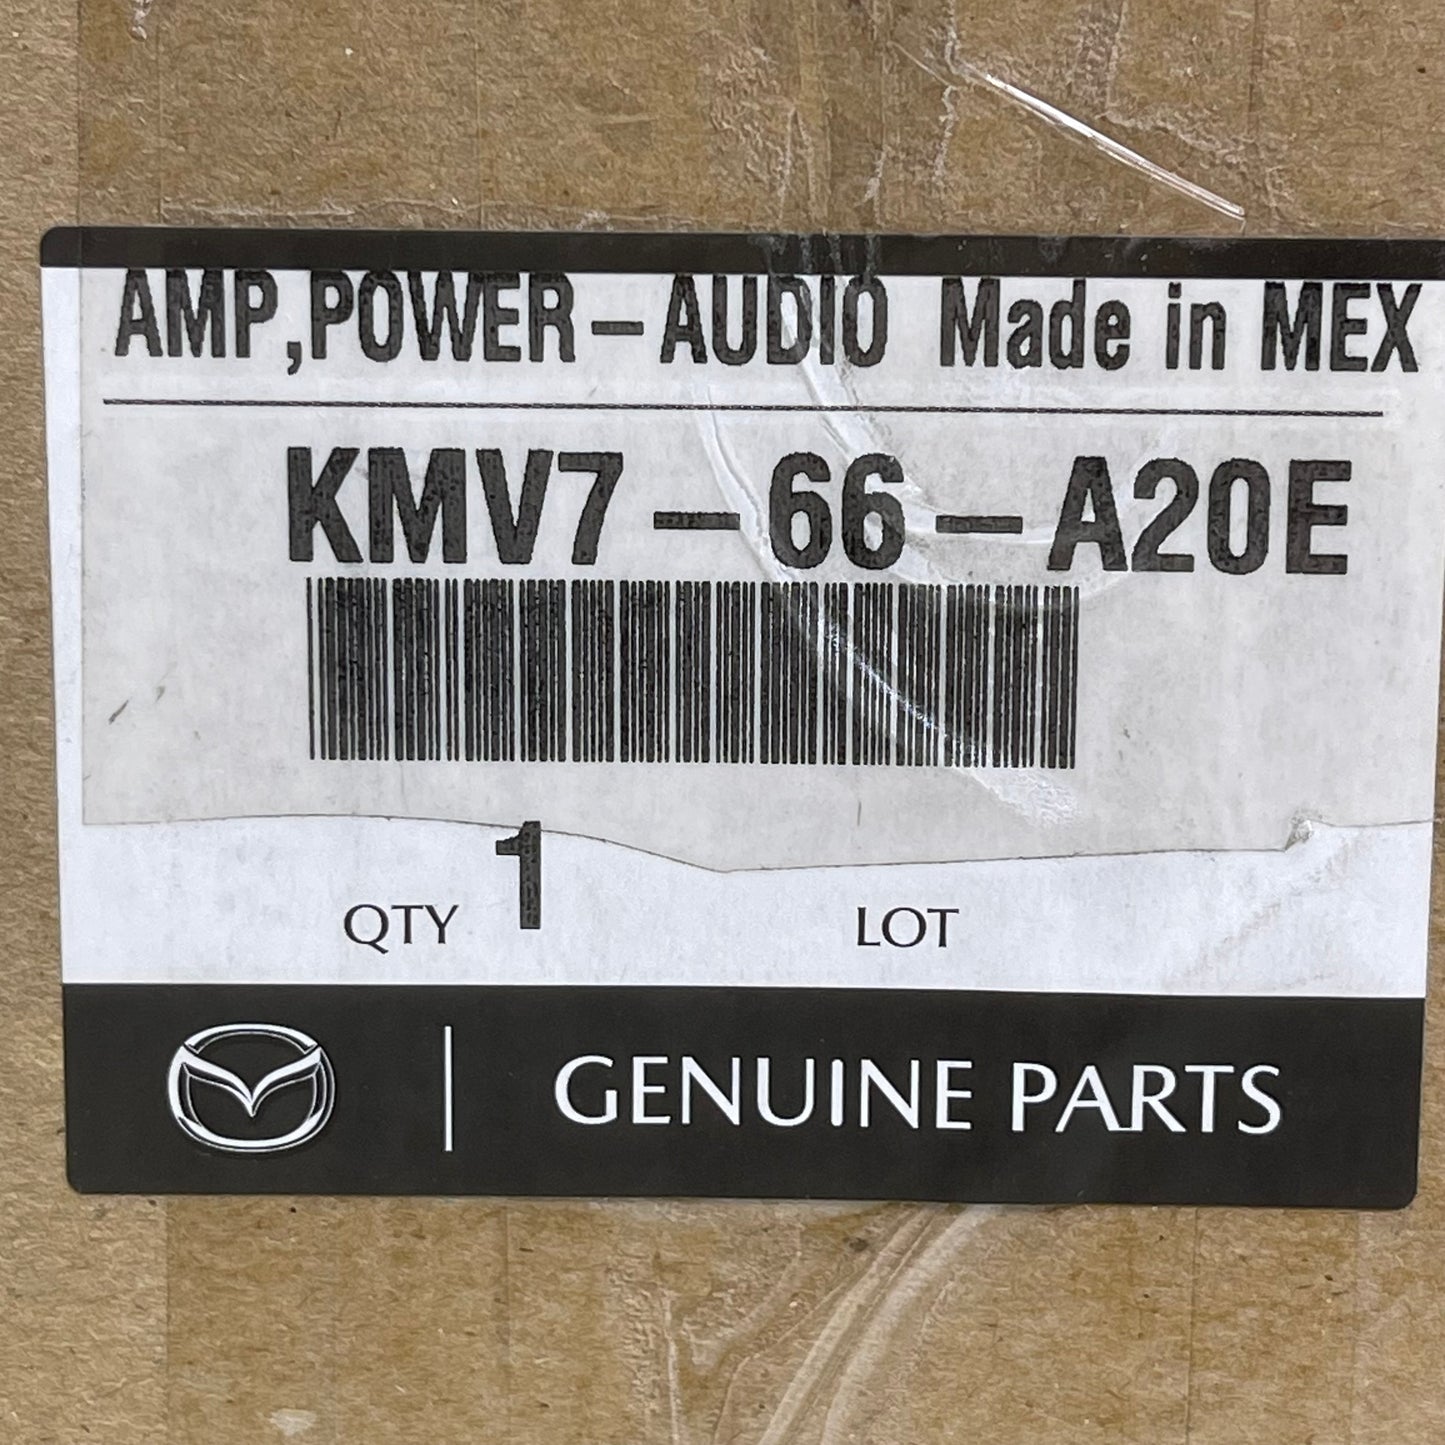 AMP,POWER-AUDIO Made in MEX
KMV7-66-A20E
QTY 1 LOT
GENUINE PARTS